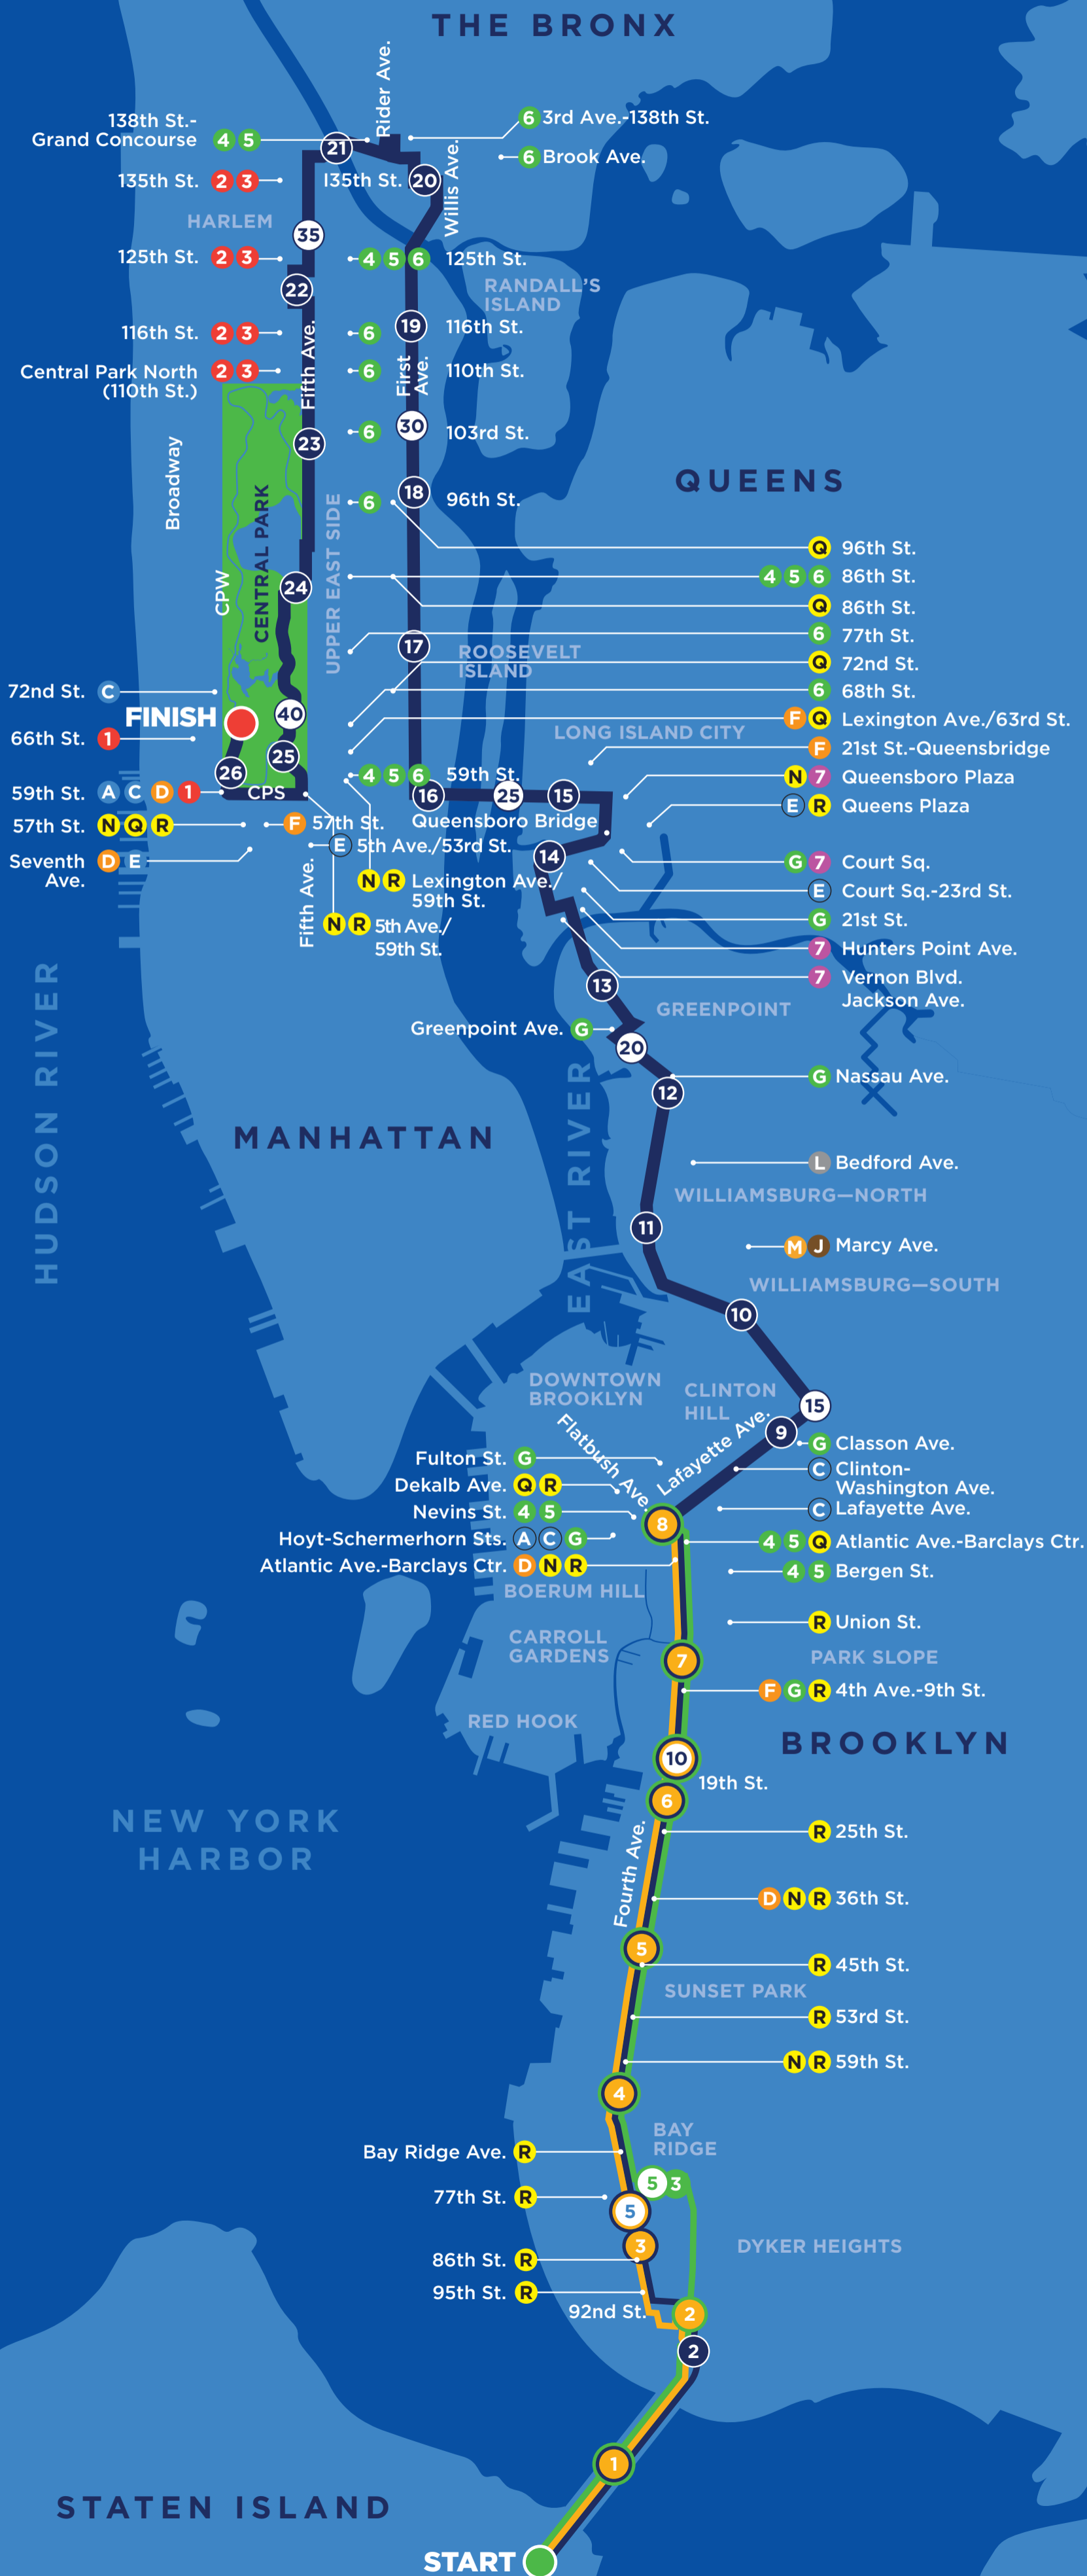 THE BRONX
Rider Ave.
138th St.-
Grand Concourse 4 5
6 3rd Ave.-138th St.
21
6 Brook Ave.
135th St. 2 3
I35th St. 20
Willis Ave.
HARLEM
35
125th St. 2 3
4 5 6 125th St.
22
RANDALL'S
ISLAND
116th St. 2 3
6 19 116th St.
Fifth Ave.
First
Ave.
Central Park North 2 3
(110th St.)
6 110th St.
30
6 103rd St.
23
Broadway
QUEENS
CENTRAL PARK
UPPER EAST SIDE
18
6 96th St.
Q 96th St.
4 5 6 86th St.
CPW
24
Q 86th St.
6 77th St.
17
ROOSEVELT
ISLAND
Q 72nd St.
72nd St. C
6 68th St.
FINISH
40
F Q Lexington Ave./63rd St.
66th St. 1
LONG ISLAND CITY
F 21st St.-Queensbridge
25
26
4 5 6 59th St.
N 7 Queensboro Plaza
59th St. A C D 1
CPS
16 25 15
E R Queens Plaza
57th St. N Q R
F 57th St.
Queensboro Bridge
E 5th Ave./53rd St.
14
Seventh D E
Ave.
G 7 Court Sq.
Fifth Ave.
N R Lexington Ave./
59th St.
E Court Sq.-23rd St.
G 21st St.
N R 5th Ave./
59th St.
7 Hunters Point Ave.
7 Vernon Blvd.
Jackson Ave.
13
HUDSON RIVER
GREENPOINT
Greenpoint Ave. G
20
G Nassau Ave.
12
EAST RIVER
MANHATTAN
L Bedford Ave.
WILLIAMSBURG—NORTH
11
M J Marcy Ave.
WILLIAMSBURG—SOUTH
10
DOWNTOWN
BROOKLYN
CLINTON
HILL
15
Flatbush Ave.
Lafayette Ave.
9
G Classon Ave.
Fulton St. G
C Clinton-
Washington Ave.
Dekalb Ave. Q R
C Lafayette Ave.
Nevins St. 4 5
8
Hoyt-Schermerhorn Sts. A C G
4 5 Q Atlantic Ave.-Barclays Ctr.
Atlantic Ave.-Barclays Ctr. D N R
4 5 Bergen St.
BOERUM HILL
R Union St.
CARROLL
GARDENS
PARK SLOPE
7
F G R 4th Ave.-9th St.
RED HOOK
BROOKLYN
10
19th St.
6
NEW YORK
HARBOR
R 25th St.
Fourth Ave.
D N R 36th St.
5
R 45th St.
SUNSET PARK
R 53rd St.
N R 59th St.
4
BAY
RIDGE
Bay Ridge Ave. R
5 3
77th St. R
5
3
DYKER HEIGHTS
86th St. R
95th St. R
92nd St.
2
2
1
STATEN ISLAND
START